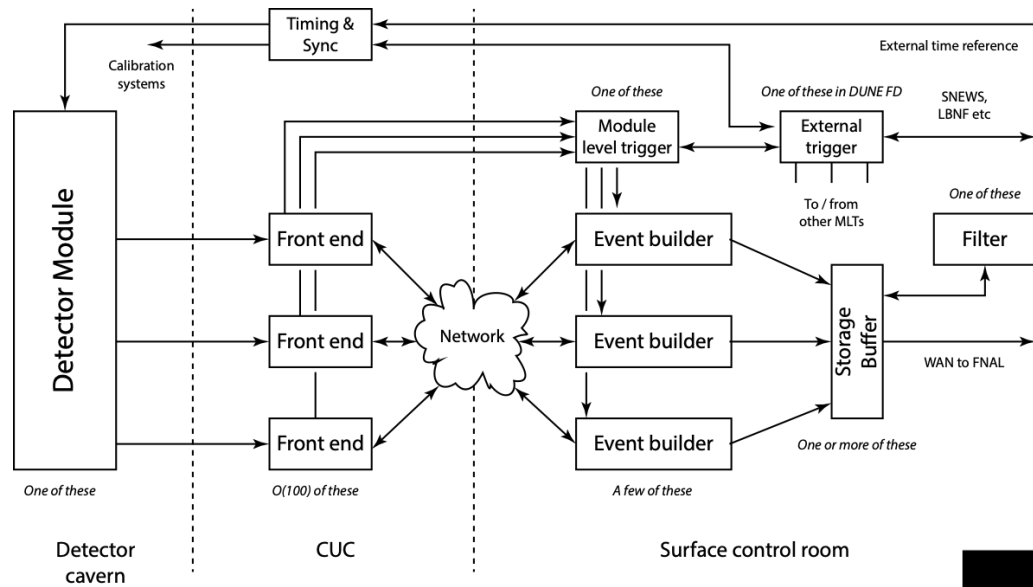 Timing &
Sync
External time reference
Calibration
systems
One of these
One of these in DUNE FD
SNEWS,
LBNF etc
Module
level trigger
External
trigger
To / from
other MLTs
One of these
Detector Module
Front end
Event builder
Filter
Network
Front end
Event builder
Storage
Buffer
WAN to FNAL
Front end
Event builder
One or more of these
One of these
O(100) of these
A few of these
Detector
cavern
CUC
Surface control room